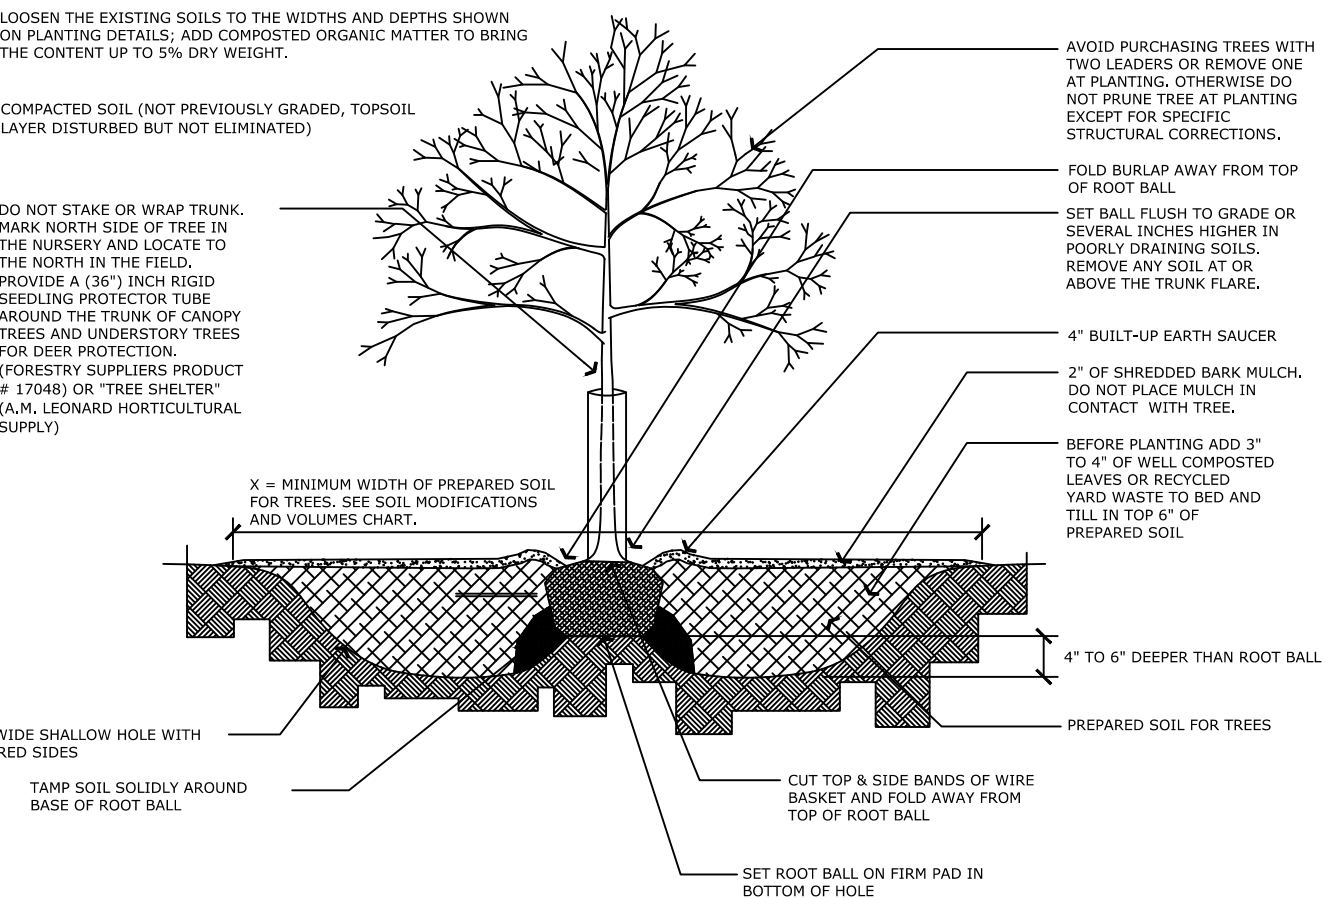 LOOSEN THE EXISTING SOILS TO THE WIDTHS AND DEPTHS SHOWN
ON PLANTING DETAILS; ADD COMPOSTED ORGANIC MATTER TO BRING
THE CONTENT UP TO 5% DRY WEIGHT.
COMPACTED SOIL (NOT PREVIOUSLY GRADED, TOPSOIL
LAYER DISTURBED BUT NOT ELIMINATED)
DO NOT STAKE OR WRAP TRUNK.
MARK NORTH SIDE OF TREE IN
THE NURSERY AND LOCATE TO
THE NORTH IN THE FIELD.
PROVIDE A (36") INCH RIGID
SEEDLING PROTECTOR TUBE
AROUND THE TRUNK OF CANOPY
TREES AND UNDERSTORY TREES
FOR DEER PROTECTION.
(FORESTRY SUPPLIERS PRODUCT
# 17048) OR "TREE SHELTER"
(A.M. LEONARD HORTICULTURAL
SUPPLY)
X = MINIMUM WIDTH OF PREPARED SOIL
FOR TREES. SEE SOIL MODIFICATIONS
AND VOLUMES CHART.
WIDE SHALLOW HOLE WITH
RED SIDES
TAMP SOIL SOLIDLY AROUND
BASE OF ROOT BALL
AVOID PURCHASING TREES WITH
TWO LEADERS OR REMOVE ONE
AT PLANTING. OTHERWISE DO
NOT PRUNE TREE AT PLANTING
EXCEPT FOR SPECIFIC
STRUCTURAL CORRECTIONS.
FOLD BURLAP AWAY FROM TOP
OF ROOT BALL
SET BALL FLUSH TO GRADE OR
SEVERAL INCHES HIGHER IN
POORLY DRAINING SOILS.
REMOVE ANY SOIL AT OR
ABOVE THE TRUNK FLARE.
4" BUILT-UP EARTH SAUCER
2" OF SHREDDED BARK MULCH.
DO NOT PLACE MULCH IN
CONTACT WITH TREE.
BEFORE PLANTING ADD 3"
TO 4" OF WELL COMPOSTED
LEAVES OR RECYCLED
YARD WASTE TO BED AND
TILL IN TOP 6" OF
PREPARED SOIL
4" TO 6" DEEPER THAN ROOT BALL
PREPARED SOIL FOR TREES
CUT TOP & SIDE BANDS OF WIRE
BASKET AND FOLD AWAY FROM
TOP OF ROOT BALL
SET ROOT BALL ON FIRM PAD IN
BOTTOM OF HOLE